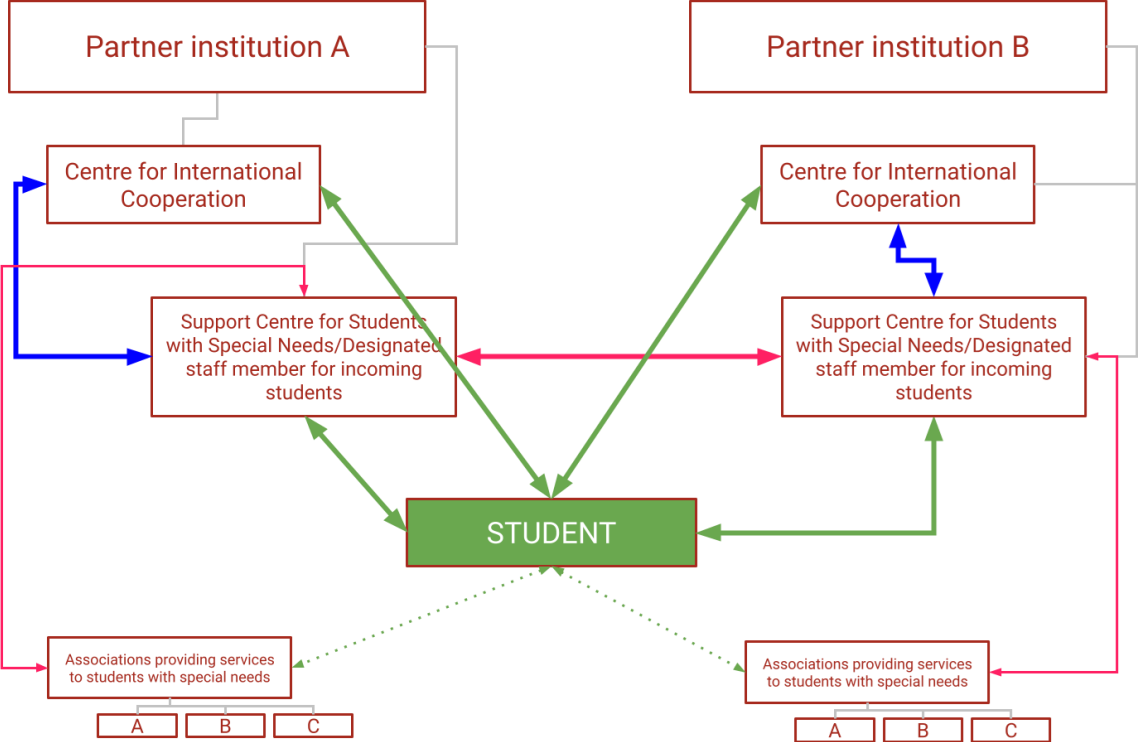 Partner institution A
Partner institution B
Centre for International
Cooperation
Centre for International
Cooperation
Support Centre for Students
with Special Needs/Designated
staff member for incoming
students
Support Centre for Students
with Special Needs/Designated
staff member for incoming
students
STUDENT
Associations providing services
to students with special needs
Associations providing services
to students with special needs
A
B
C
A
B
C